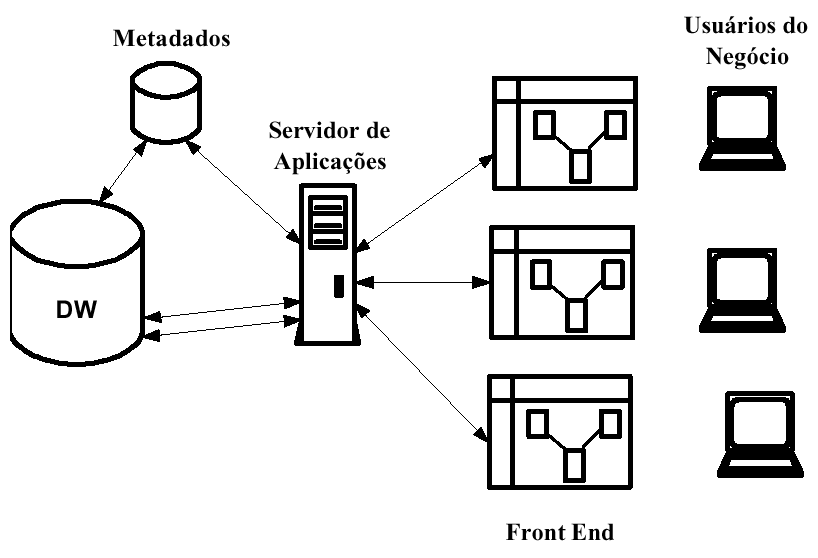 Metadados
Servidor de
Aplicações
Usuários do
Negócio
DW
Front End